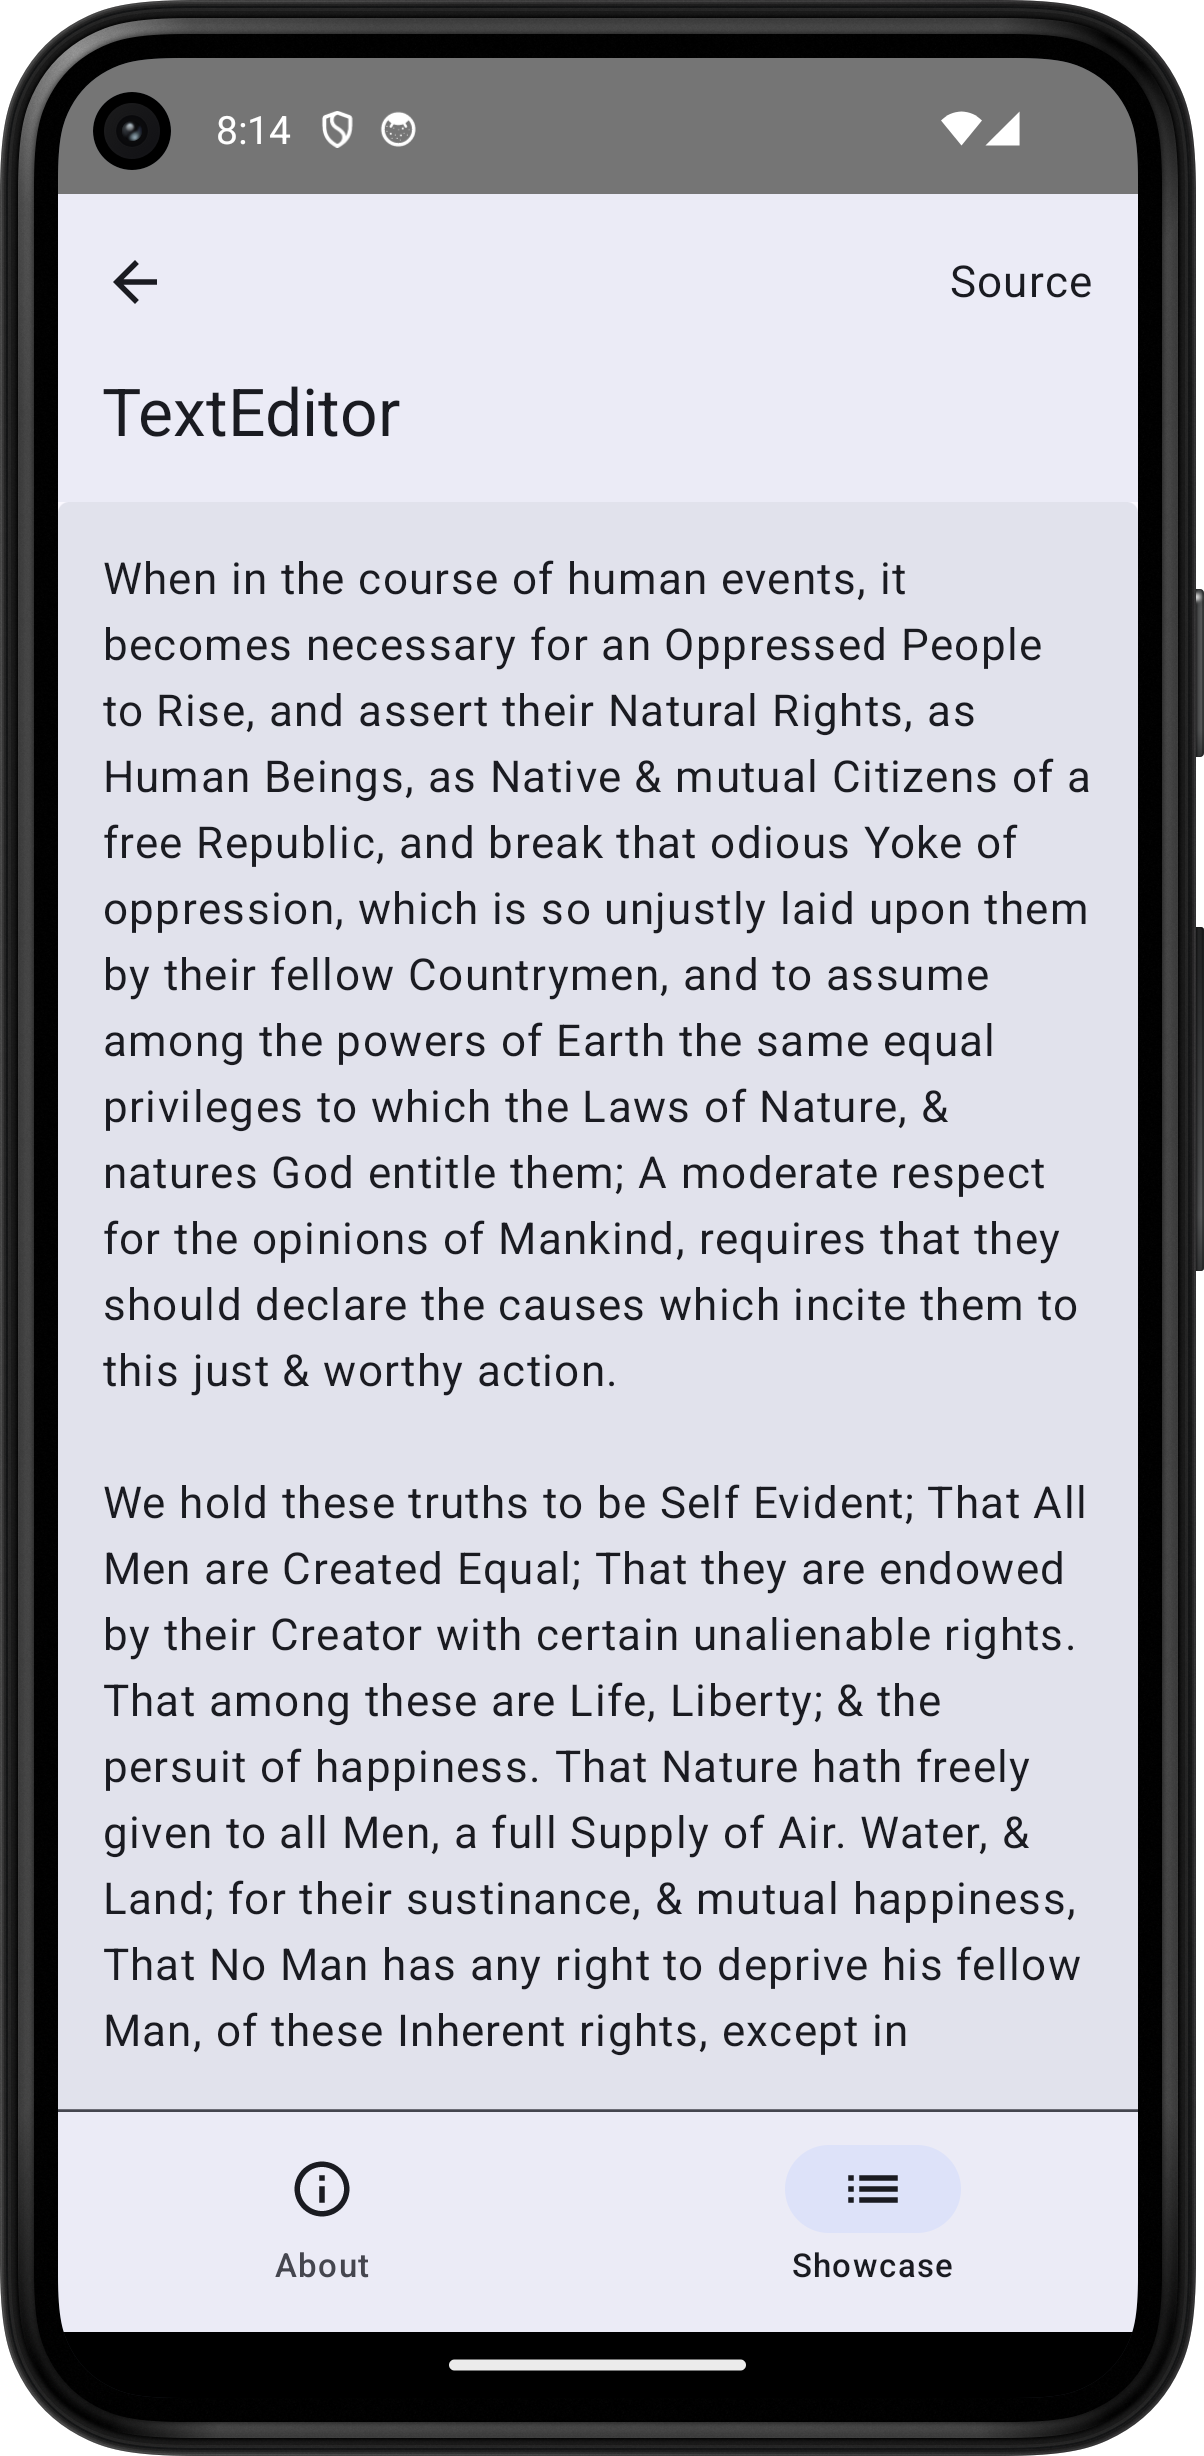 8:14
Source
TextEditor
When in the course of human events, it
becomes necessary for an Oppressed People
to Rise, and assert their Natural Rights, as
Human Beings, as Native & mutual Citizens of a
free Republic, and break that odious Yoke of
oppression, which is so unjustly laid upon them
by their fellow Countrymen, and to assume
among the powers of Earth the same equal
privileges to which the Laws of Nature, &
natures God entitle them; A moderate respect
for the opinions of Mankind, requires that they
should declare the causes which incite them to
this just & worthy action.
We hold these truths to be Self Evident; That All
Men are Created Equal; That they are endowed
by their Creator with certain unalienable rights.
That among these are Life, Liberty; & the
persuit of happiness. That Nature hath freely
given to all Men, a full Supply of Air. Water, &
Land; for their sustinance, & mutual happiness,
That No Man has any right to deprive his fellow
Man, of these Inherent rights, except in
About
Showcase